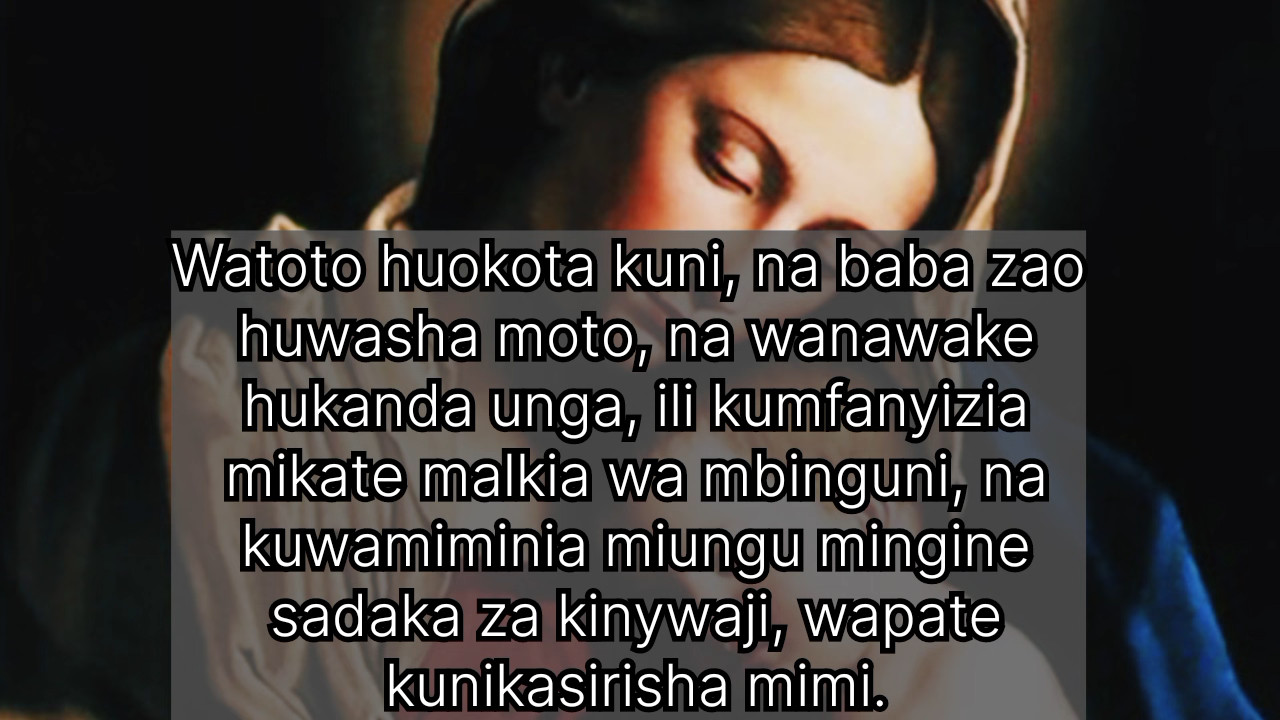 Watoto huokota kuni, na baba zao
huwasha moto, na wanawake
hukanda unga, ili kumfanyizia
mikate malkia wa mbinguni, na
kuwamiminia miungu mingine
sadaka za kinywaji, wapate
kunikasirisha mimi.